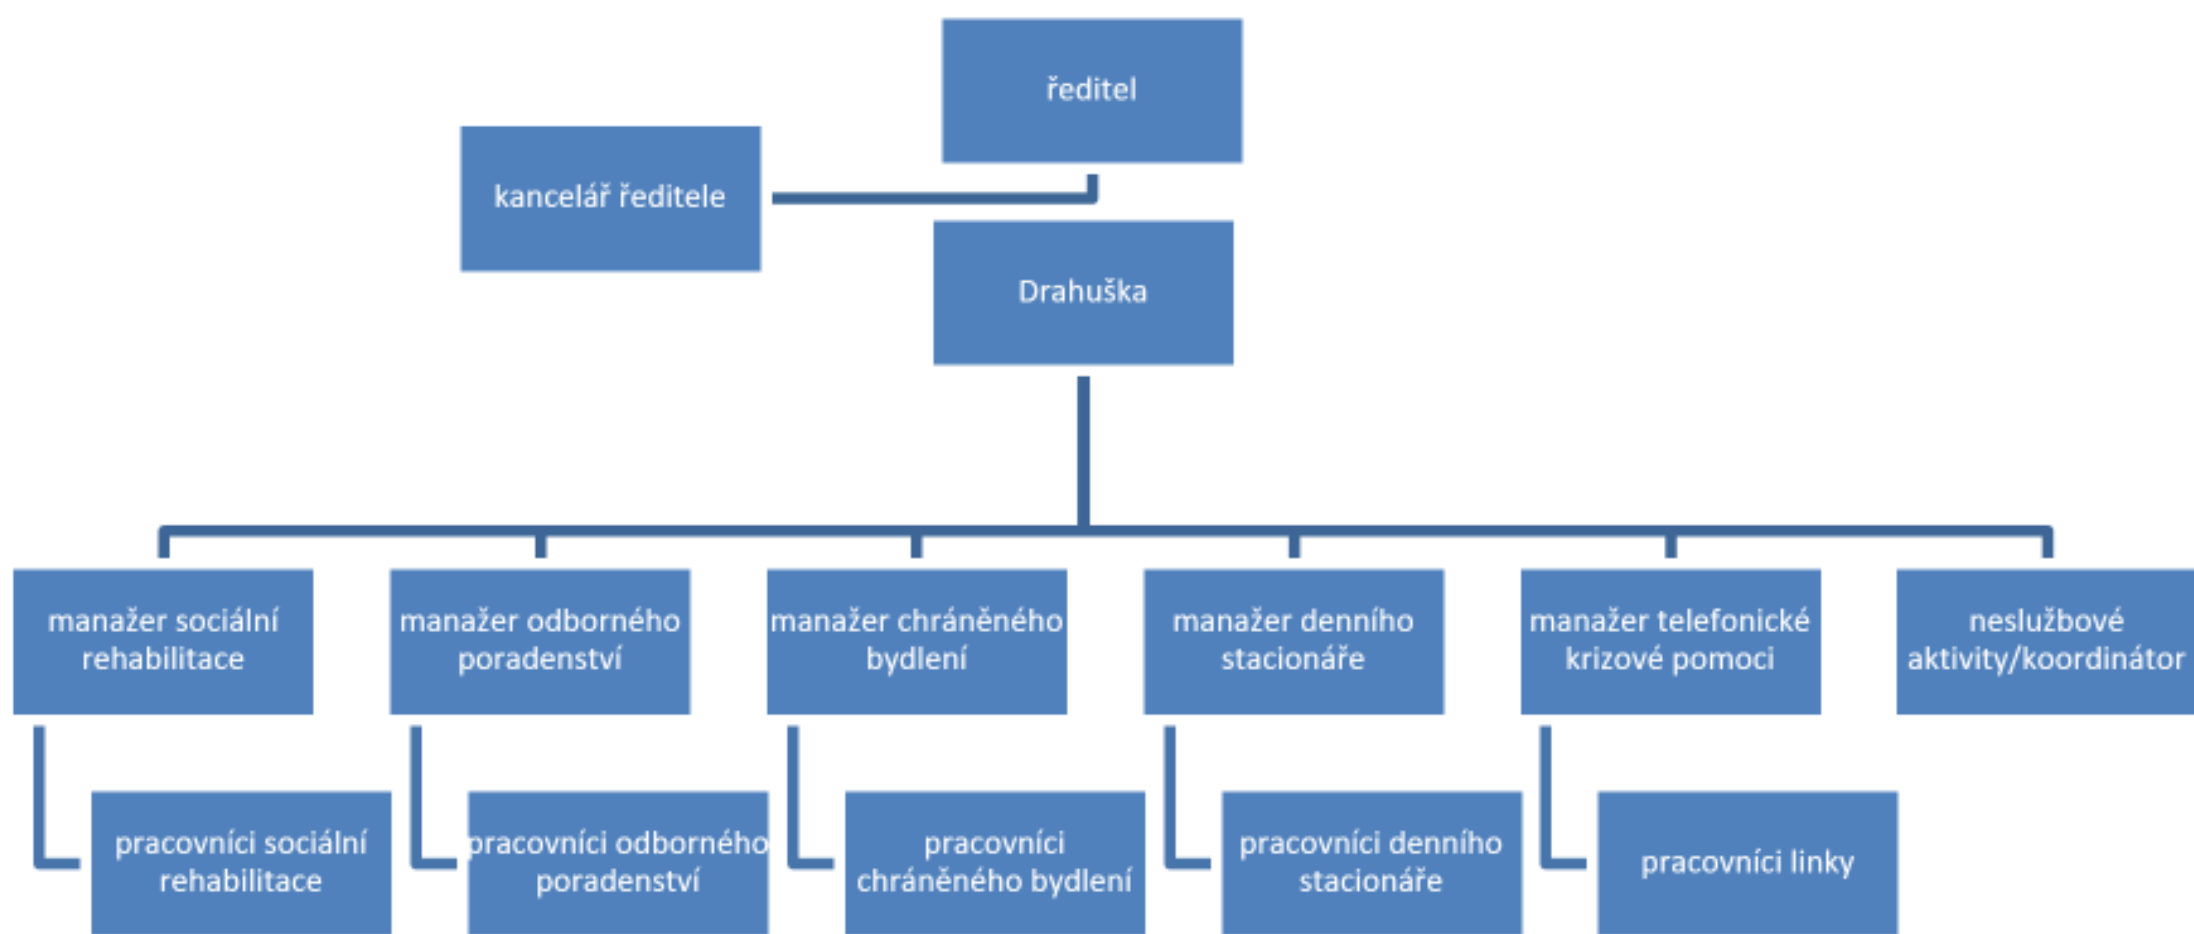 ředitel
kancelář ředitele
Drahuška
manažer sociální
rehabilitace
manažer odborného
poradenství
manažer chráněného
bydlení
manažer denního
stacionáře
manažer telefonické
krizové pomoci
neslužbové
aktivity/koordinátor
pracovníci sociální
rehabilitace
pracovníci odborného
poradenství
pracovníci
chráněného bydlení
pracovníci denního
stacionáře
pracovníci linky